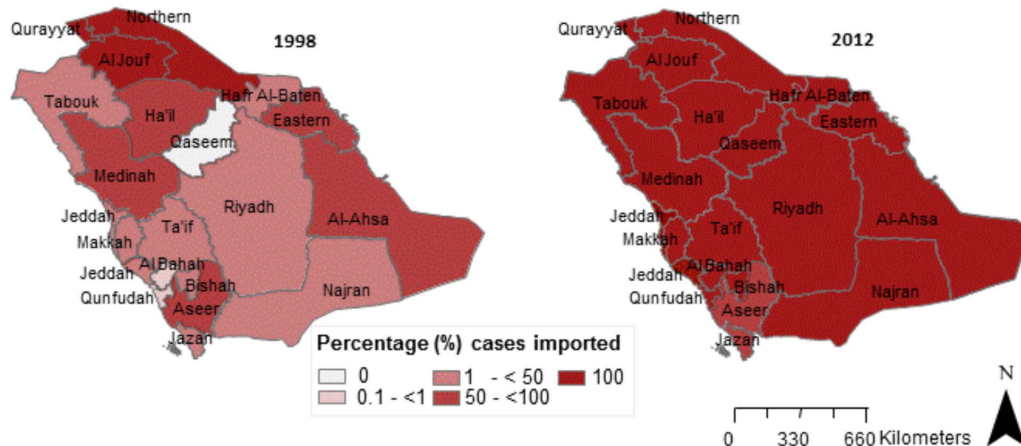 Northern
Qurayyat
1998
Al Jouf
Tabouk
Hafr Al-Baten
Ha'il
Eastern
Qaseem
Medinah
Riyadh
Jeddah
Ta'if
Al-Ahsa
Makkah
Al Bahah
Jeddah
Bishah
Najran
Qunfudah
Aseer
Jazan
Northern
Qurayyat
2012
Al Jouf
Tabouk
Hafr Al-Baten
Ha'il
Eastern
Qaseem
Medinah
Riyadh
Jeddah
Ta'if
Al-Ahsa
Makkah
Al Bahah
Jeddah
Bishah
Najran
Qunfudah
Aseer
Jazan
Percentage (%) cases imported
0 1 - < 50 100
0.1 - <1 50 - <100
N
0 330 660 Kilometers